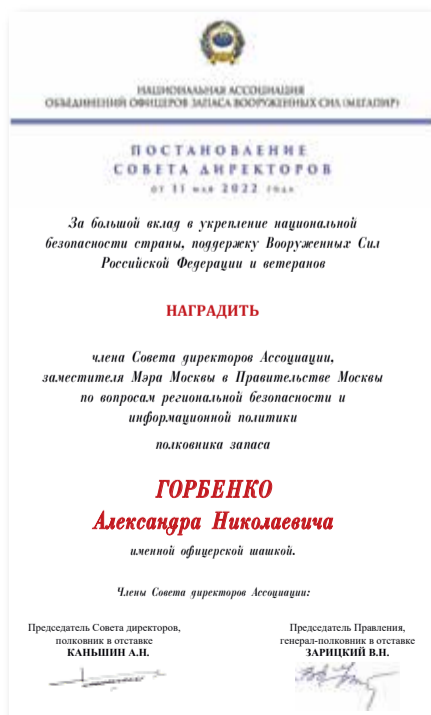 НАЦИОНАЛЬНАЯ АССОЦИАЦИЯ
ОБЪЕДИНЕНИЙ ОФИЦЕРОВ ЗАПАСА ВООРУЖЕННЫХ СИЛ (МЕГАПИР)
ПОСТАНОВЛЕНИЕ
СОВЕТА ДИРЕКТОРОВ
от 11 мая 2022 года
За большой вклад в укрепление национальной
безопасности страны, поддержку Вооруженных Сил
Российской Федерации и ветеранов
НАГРАДИТЬ
члена Совета директоров Ассоциации,
заместителя Мэра Москвы в Правительстве Москвы
по вопросам региональной безопасности и
информационной политики
полковника запаса
ГОРБЕНКО
Александра Николаевича
именной офицерской шашкой.
Члены Совета директоров Ассоциации:
Председатель Совета директоров,
полковник в отставке
КАНЬШИН А.Н.
Председатель Правления,
генерал-полковник в отставке
ЗАРИЦКИЙ В.Н.